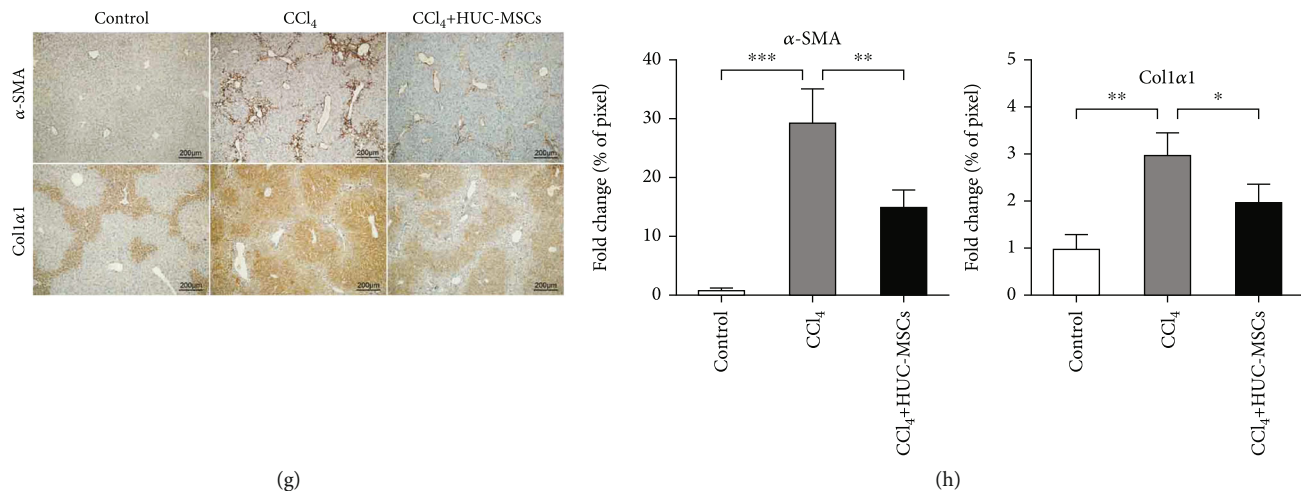 Control CCl₄ CCl₄+HUC-MSCs
α-SMA
200μm 200μm 200μm
Col1α1
200μm 200μm 200μm
(g)
α-SMA
Fold change (% of pixel)
40
30
20
10
0
*** **
Control
CCl₄
CCl₄+HUC-MSCs
Col1α1
Fold change (% of pixel)
5
4
3
2
1
0
** *
Control
CCl₄
CCl₄+HUC-MSCs
(h)